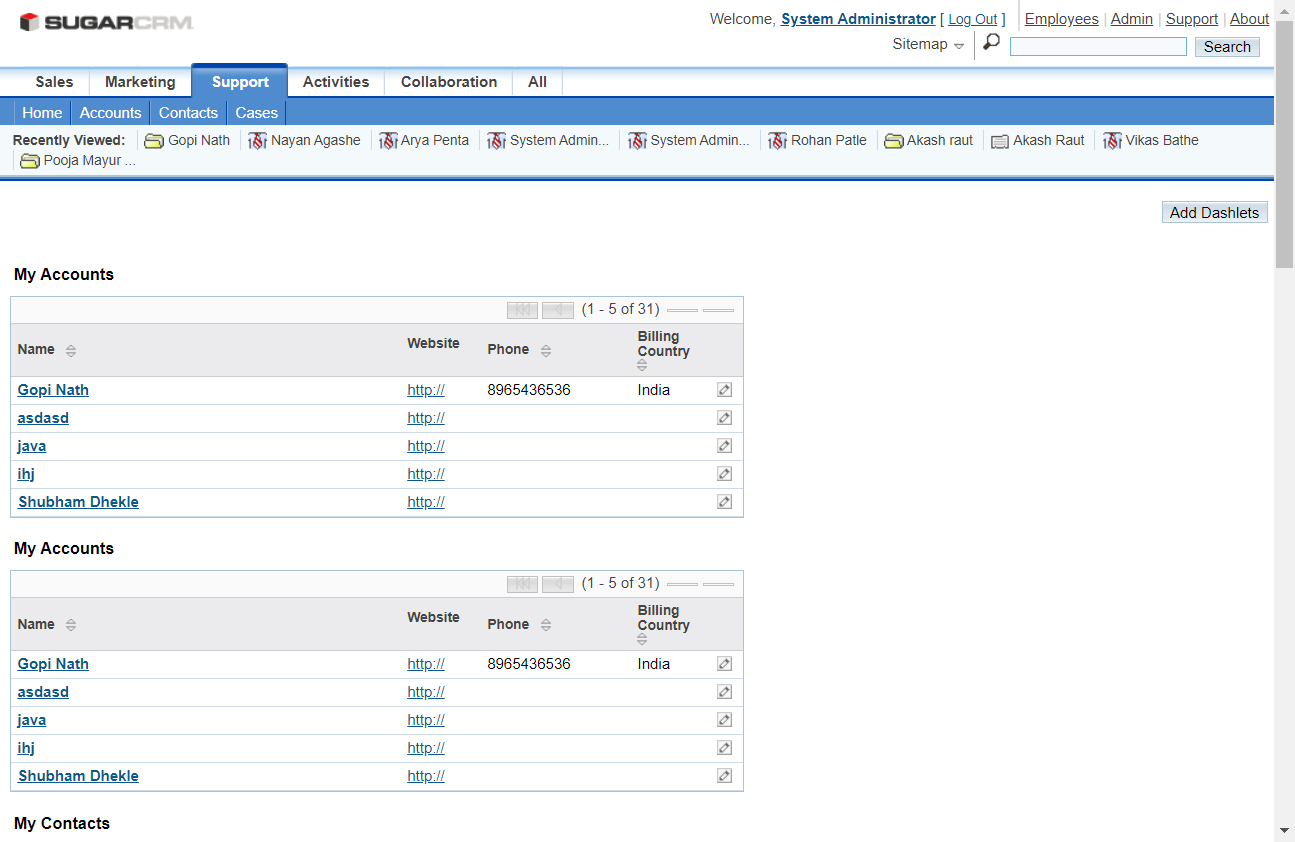 SUGARCRM
Welcome, System Administrator [ Log Out ] Employees | Admin | Support | About
Sitemap Search
Sales Marketing Support Activities Collaboration All
Home Accounts Contacts Cases
Recently Viewed: Gopi Nath Nayan Agashe Arya Penta System Admin... System Admin... Rohan Patle Akash raut Akash Raut Vikas Bathe
Pooja Mayur ...
Add Dashlets
My Accounts
(1 - 5 of 31)
Name Website Phone Billing Country
Gopi Nath http:// 8965436536 India
asdasd http://
java http://
ihj http://
Shubham Dhekle http://
My Accounts
(1 - 5 of 31)
Name Website Phone Billing Country
Gopi Nath http:// 8965436536 India
asdasd http://
java http://
ihj http://
Shubham Dhekle http://
My Contacts